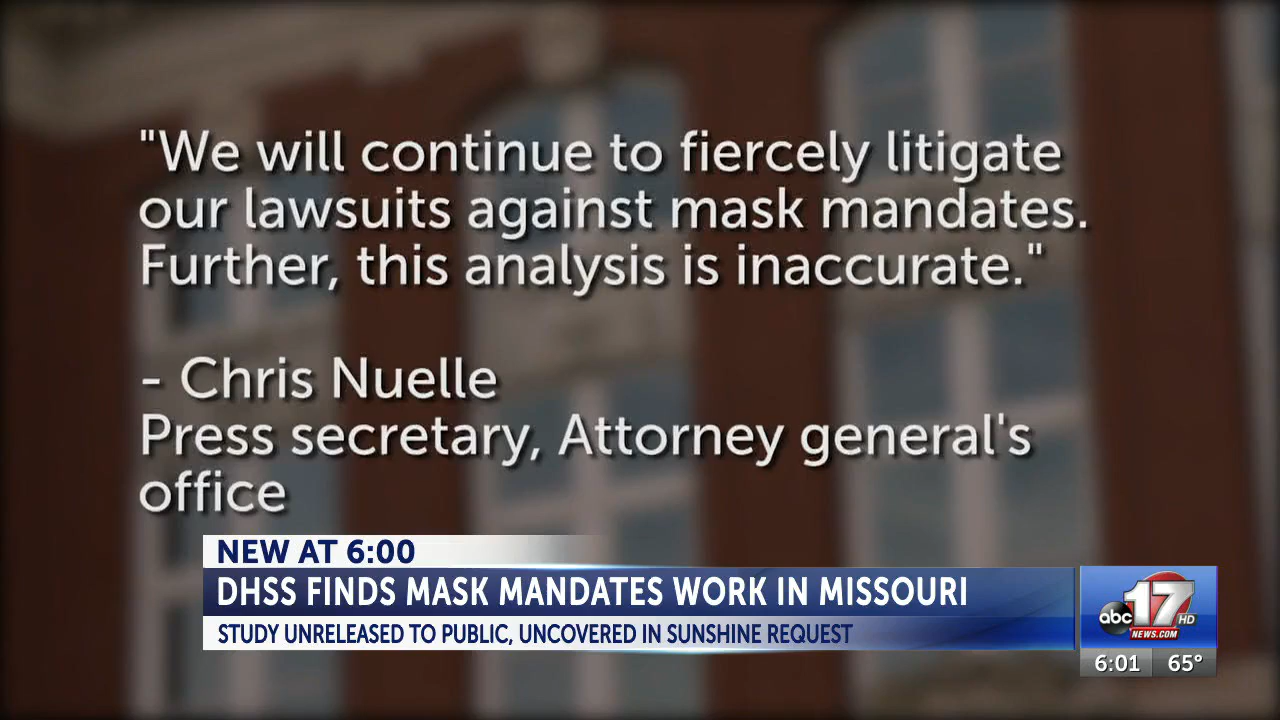 "We will continue to fiercely litigate
our lawsuits against mask mandates.
Further, this analysis is inaccurate."
- Chris Nuelle
Press secretary, Attorney general's
office
NEW AT 6:00
DHSS FINDS MASK MANDATES WORK IN MISSOURI
STUDY UNRELEASED TO PUBLIC, UNCOVERED IN SUNSHINE REQUEST
abc 17 HD
NEWS.COM
6:01 65°